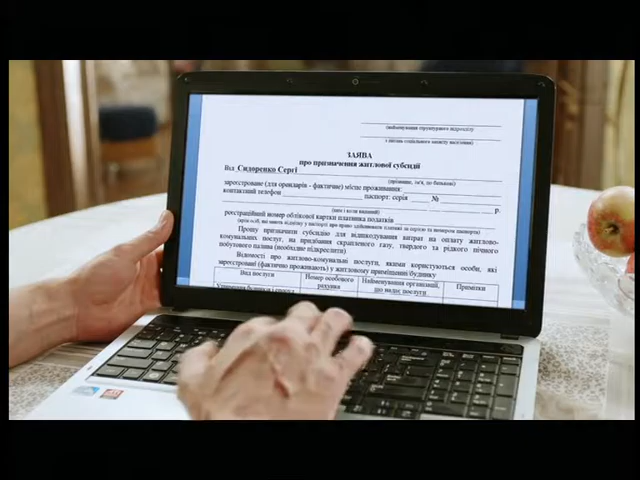 (найменування структурного підрозділу
з питань соціального захисту населення)
ЗАЯВА
про призначення житлової субсидії
Від Сидоренко Сергі
(прізвище, ім'я, по батькові)
зареєстроване (для орендарів - фактичне) місце проживання:
контактний телефон паспорт: серія №
(ким і коли виданий) р.
реєстраційний номер облікової картки платника податків
Прошу призначити субсидію для відшкодування витрат на оплату житлово-
комунальних послуг, на придбання скрапленого газу, твердого та рідкого пічного
побутового палива (необхідне підкреслити)
Відомості про житлово-комунальні послуги, якими користуються особи, які
зареєстровані (фактично проживають) у житловому приміщенні/будинку
Вид послуги Номер особового Найменування організації, Примітки
рахунку що надає послуги
Утримання